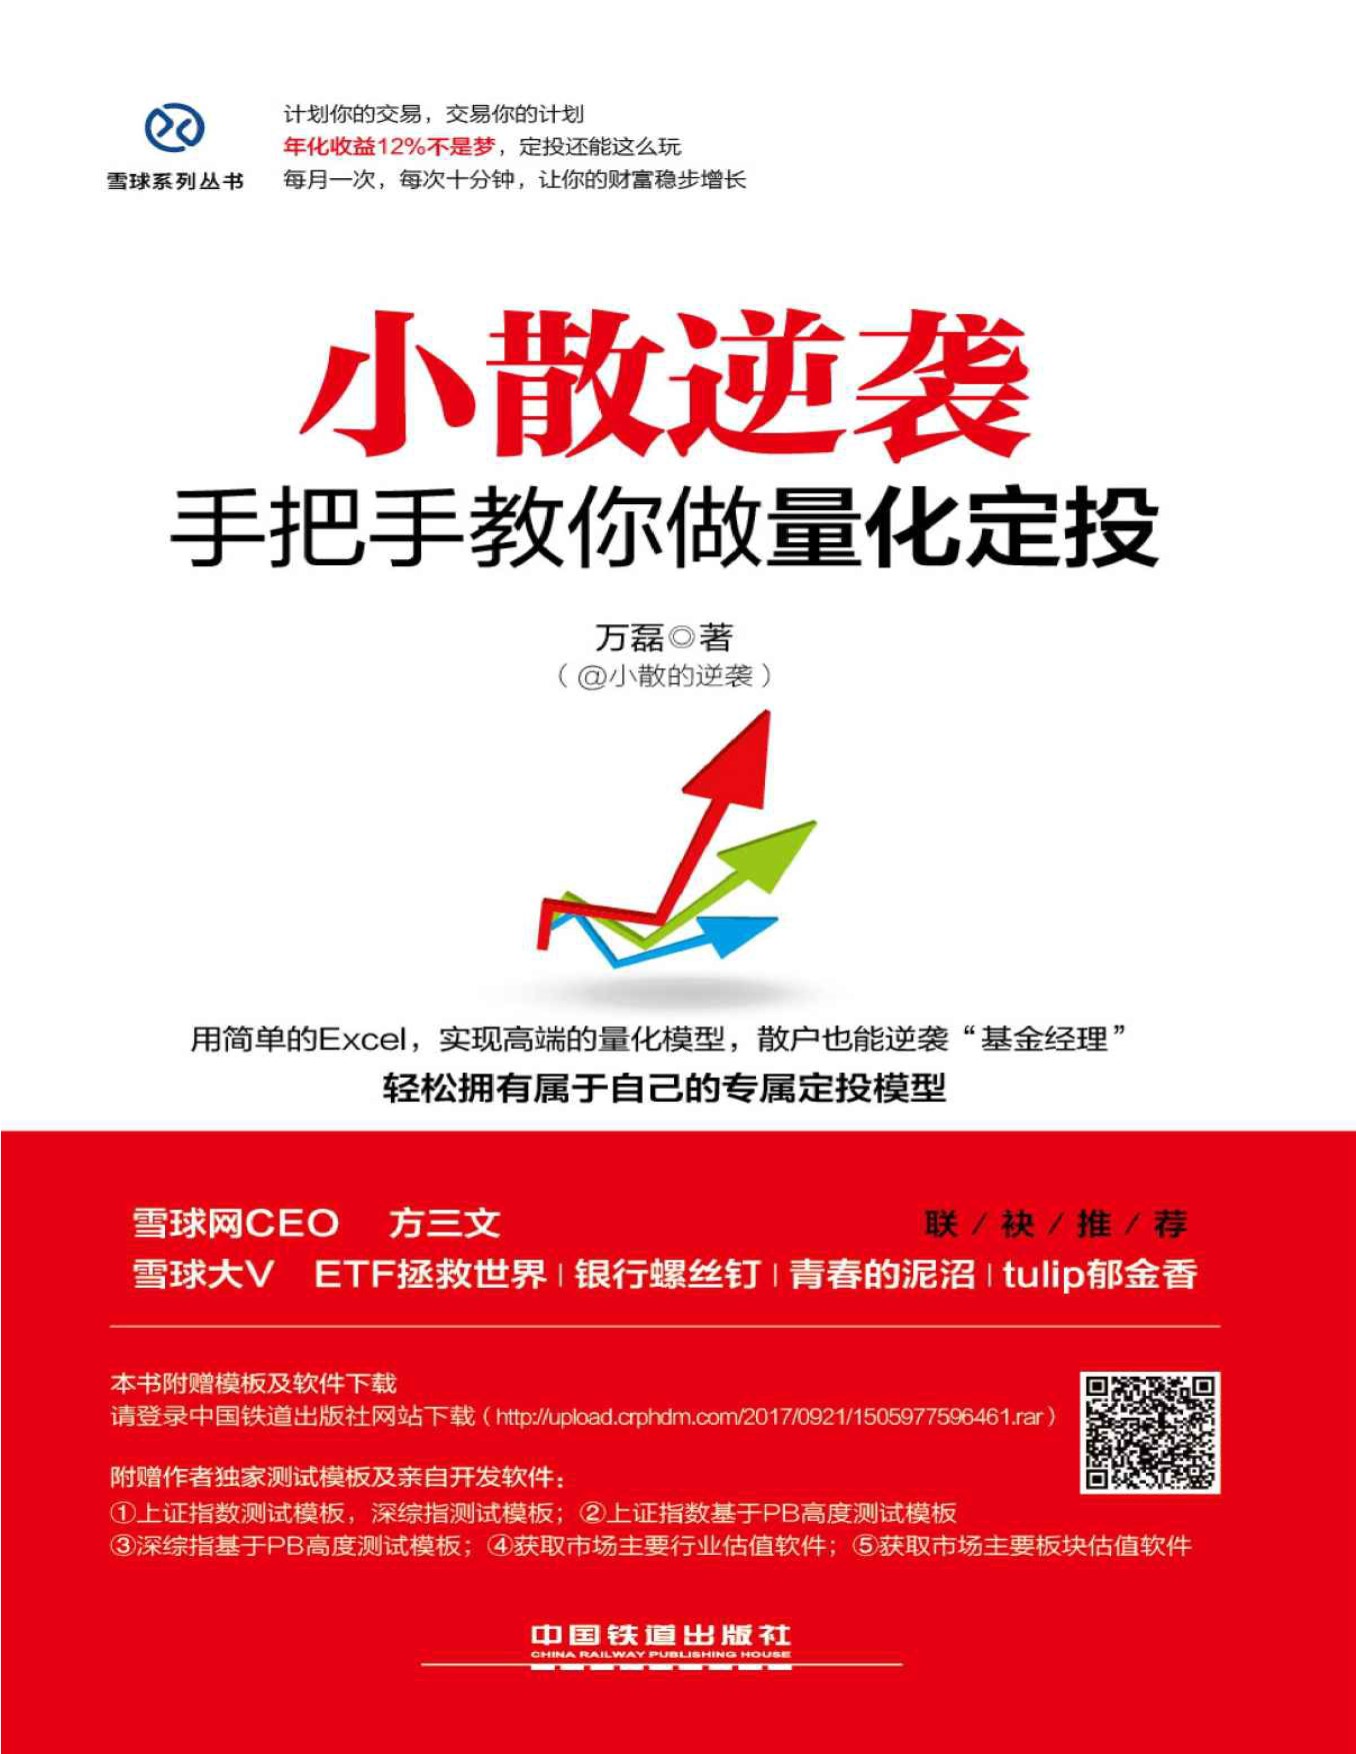 计划你的交易，交易你的计划
年化收益12%不是梦，定投还能这么玩
每月一次，每次十分钟，让你的财富稳步增长
雪球系列丛书
小散逆袭
手把手教你做量化定投
万磊◎著
（@小散的逆袭）
用简单的Excel，实现高端的量化模型，散户也能逆袭“基金经理”
轻松拥有属于自己的专属定投模型
雪球网CEO 方三文
联/袂/推/荐
雪球大V ETF拯救世界|银行螺丝钉|青春的泥沼|tulip郁金香
本书附赠模板及软件下载
请登录中国铁道出版社网站下载（http://upload.crphdm.com/2017/0921/1505977596461.rar）
附赠作者独家测试模板及亲自开发软件：
①上证指数测试模板，深综指测试模板；②上证指数基于PB高度测试模板
③深综指基于PB高度测试模板；④获取市场主要行业估值软件；⑤获取市场主要板块估值软件
中国铁道出版社
CHINA RAILWAY PUBLISHING HOUSE